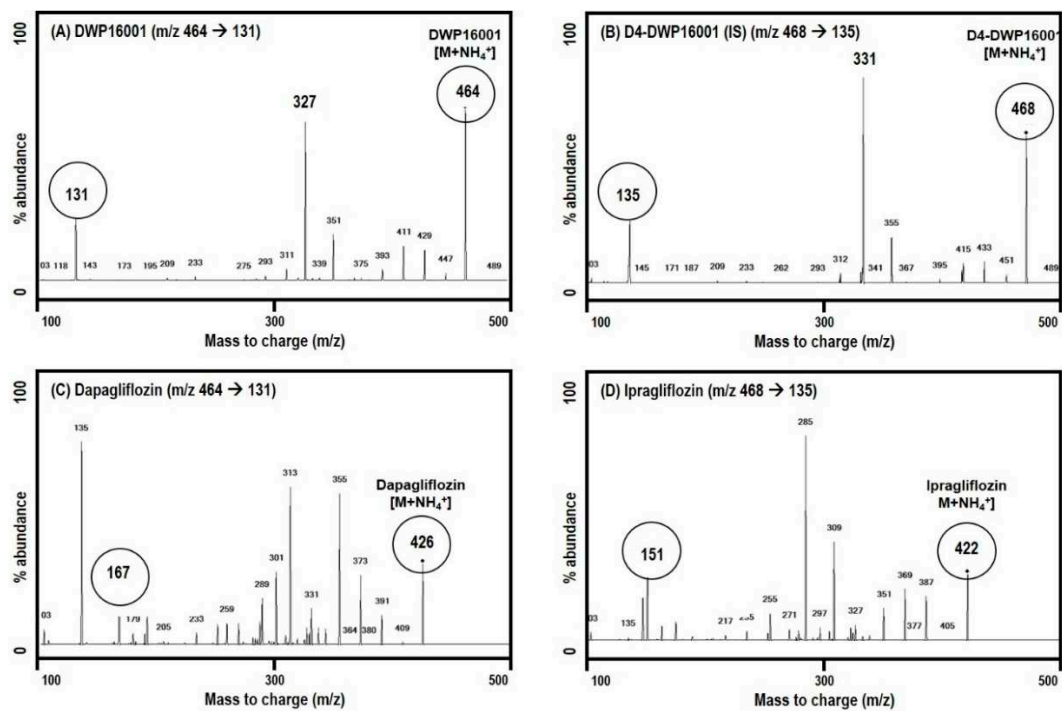 100
% abundance
0
(A) DWP16001 (m/z 464 → 131)
DWP16001
[M+NH₄⁺]
464
327
131
351
411
429
311
393
03 118 143 173 195 209 233 275 293 339 375 447 489
100 300 500
Mass to charge (m/z)
100
% abundance
0
(B) D4-DWP16001 (IS) (m/z 468 → 135)
D4-DWP16001
[M+NH₄⁺]
468
331
135
355
415
433
312
03 145 171 187 209 233 262 293 341 367 395 451 489
100 300 500
Mass to charge (m/z)
100
% abundance
0
(C) Dapagliflozin (m/z 464 → 131)
135
313
355
Dapagliflozin
[M+NH₄⁺]
426
301
373
167
289
331
03 179 205 233 259 364 380 391 409
100 300 500
Mass to charge (m/z)
100
% abundance
0
(D) Ipragliflozin (m/z 468 → 135)
285
Ipragliflozin
M+NH₄⁺]
422
309
151
369
387
351
255
03 135 217 271 297 327 377 405
100 300 500
Mass to charge (m/z)